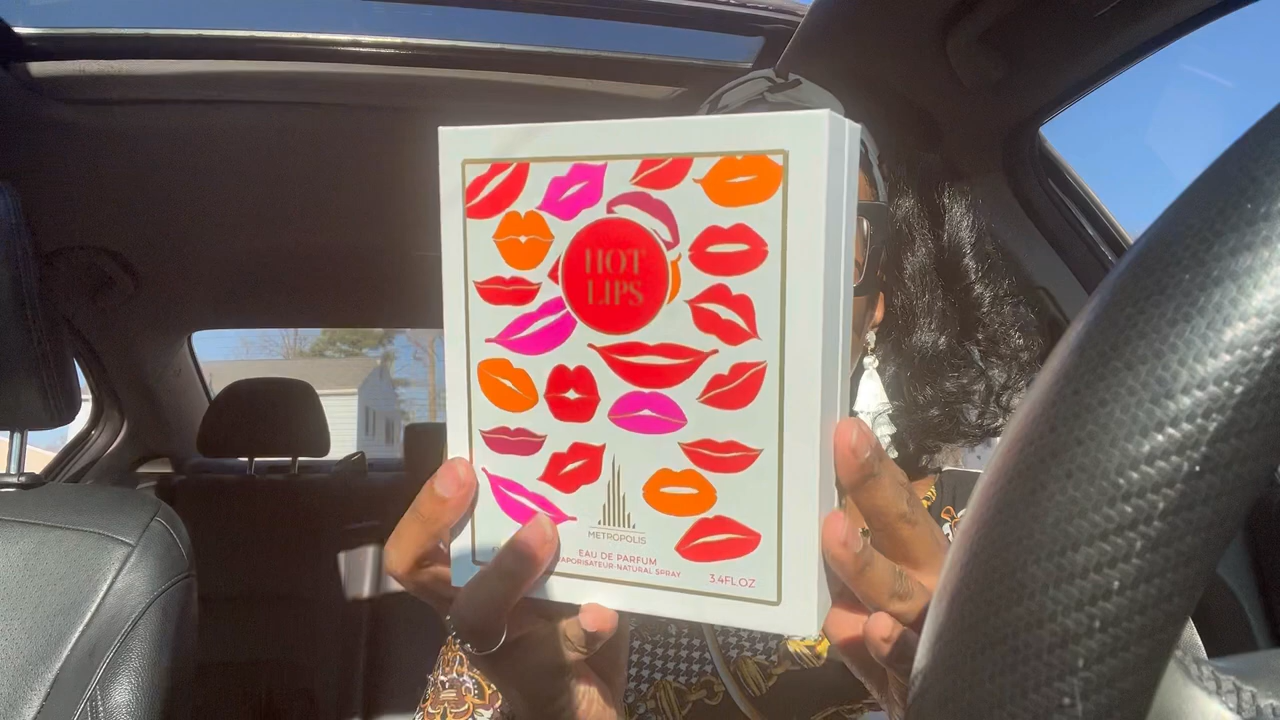 HOT
LIPS
METROPOLIS
EAU DE PARFUM
VAPORISATEUR-NATURAL SPRAY
3.4FL OZ